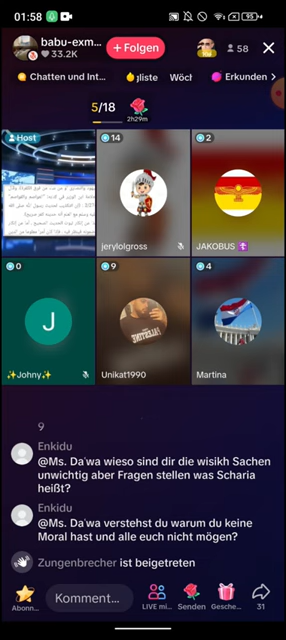 01:58
95
babu-exm...
33.2K
+ Folgen
58
Chatten und Int...
gliste
Wöcl
Erkunden >
5/18
2h29m
Host
14
2
jerylolgross
JAKOBUS
0
9
4
J
PALESTINE
✨Johny✨
Unikat1990
Martina
9
Enkidu
@Ms. Da'wa wieso sind dir die wisikh Sachen
unwichtig aber Fragen stellen was Scharia
heißt?
Enkidu
@Ms. Da'wa verstehst du warum du keine
Moral hast und alle euch nicht mögen?
Zungenbrecher ist beigetreten
Abonn...
Komment...
LIVE mi...
Senden
Gesche...
31